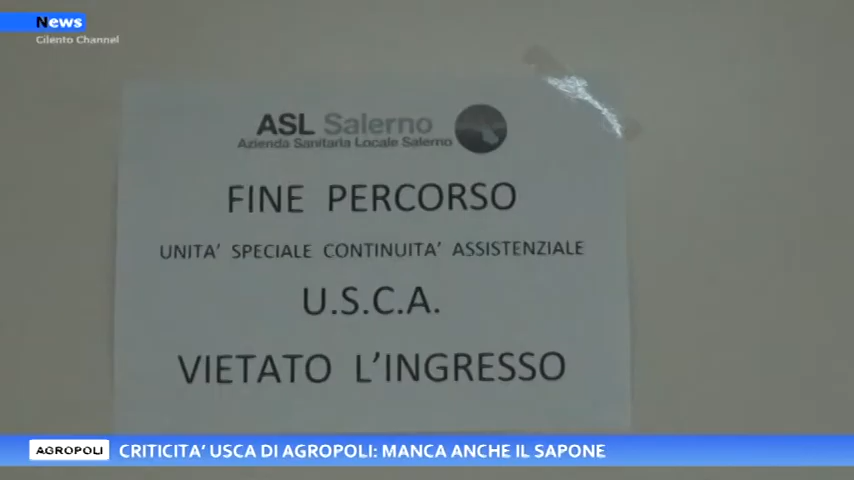 News
Cilento Channel
ASL Salerno
Azienda Sanitaria Locale Salerno
FINE PERCORSO
UNITA' SPECIALE CONTINUITA' ASSISTENZIALE
U.S.C.A.
VIETATO L'INGRESSO
AGROPOLI CRITICITA' USCA DI AGROPOLI: MANCA ANCHE IL SAPONE